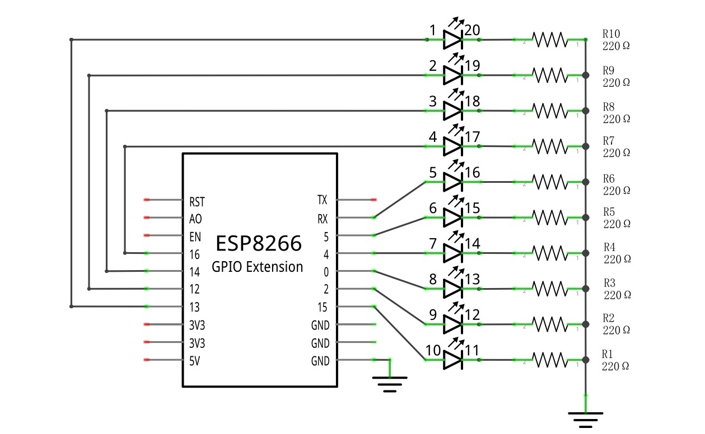 1 20 R10
220 Ω
2 19 R9
220 Ω
3 18 R8
220 Ω
4 17 R7
220 Ω
5 16 R6
220 Ω
6 15 R5
220 Ω
7 14 R4
220 Ω
8 13 R3
220 Ω
9 12 R2
220 Ω
10 11 R1
220 Ω
ESP8266
GPIO Extension
RST TX
AO RX
EN 5
16 4
14 0
12 2
13 15
3V3 GND
3V3 GND
5V GND